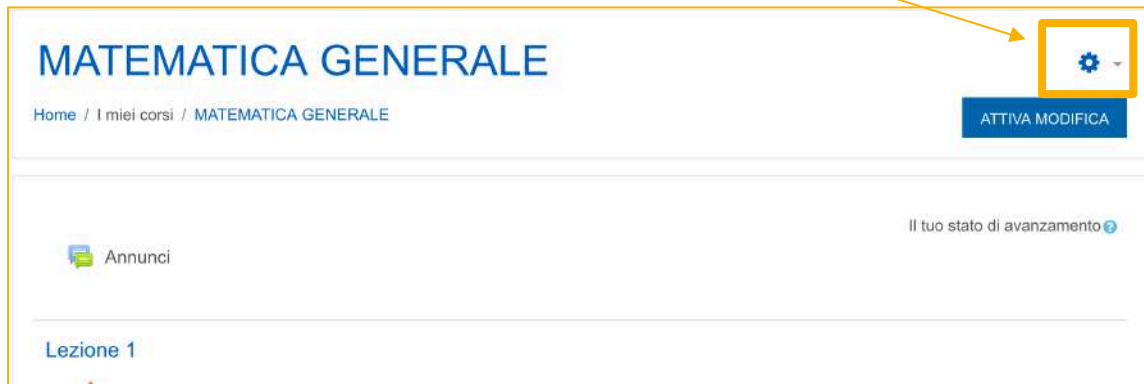 MATEMATICA GENERALE
Home / I miei corsi / MATEMATICA GENERALE
ATTIVA MODIFICA
Il tuo stato di avanzamento
Annunci
Lezione 1